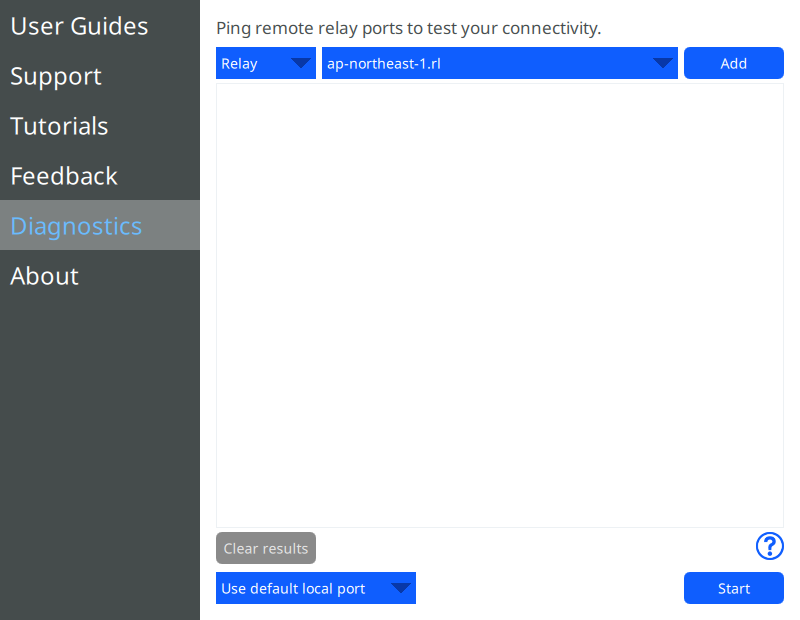 User Guides
Support
Tutorials
Feedback
Diagnostics
About
Ping remote relay ports to test your connectivity.
Relay
ap-northeast-1.rl
Add
Clear results
?
Use default local port
Start